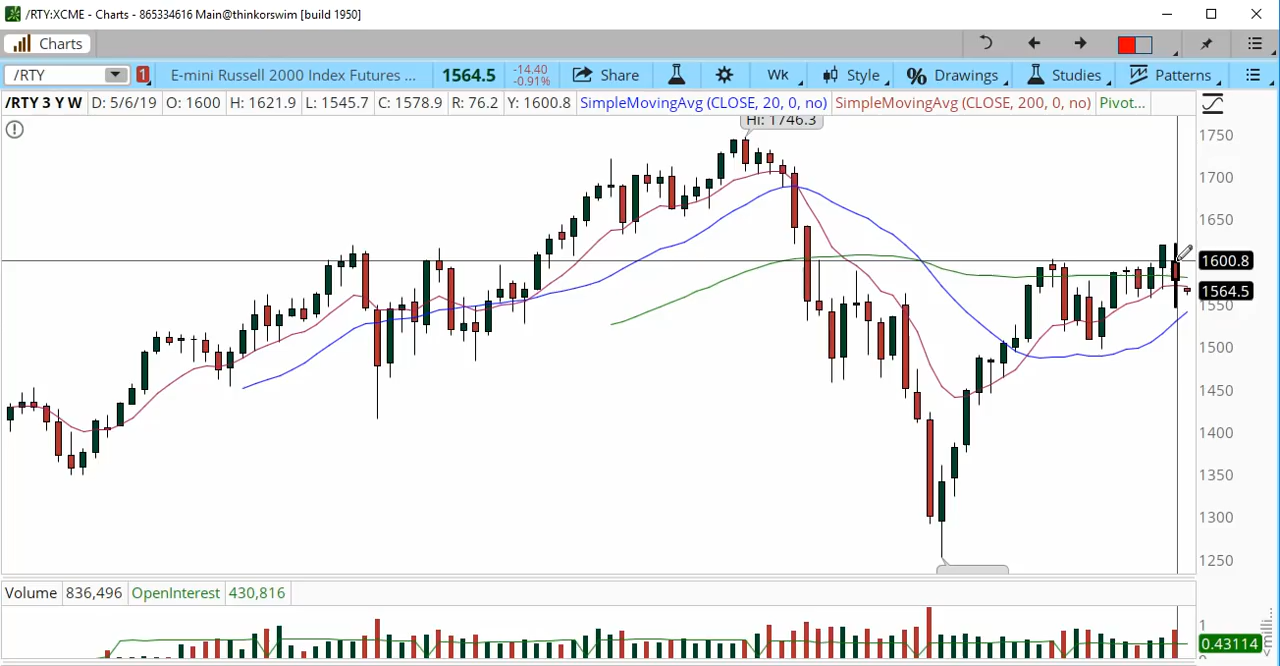 /RTY:XCME - Charts - 865334616 Main@thinkorswim [build 1950]
Charts
/RTY 1 E-mini Russell 2000 Index Futures ... 1564.5 -14.40 -0.91% Share Wk Style % Drawings Studies Patterns
/RTY 3 Y W D: 5/6/19 O: 1600 H: 1621.9 L: 1545.7 C: 1578.9 R: 76.2 Y: 1600.8 SimpleMovingAvg (CLOSE, 20, 0, no) SimpleMovingAvg (CLOSE, 200, 0, no) Pivot...
Hi: 1746.3
1750
1700
1650
1600.8
1564.5
1550
1500
1450
1400
1350
1300
1250
Volume 836,496 OpenInterest 430,816
1
0.43114
<milli...